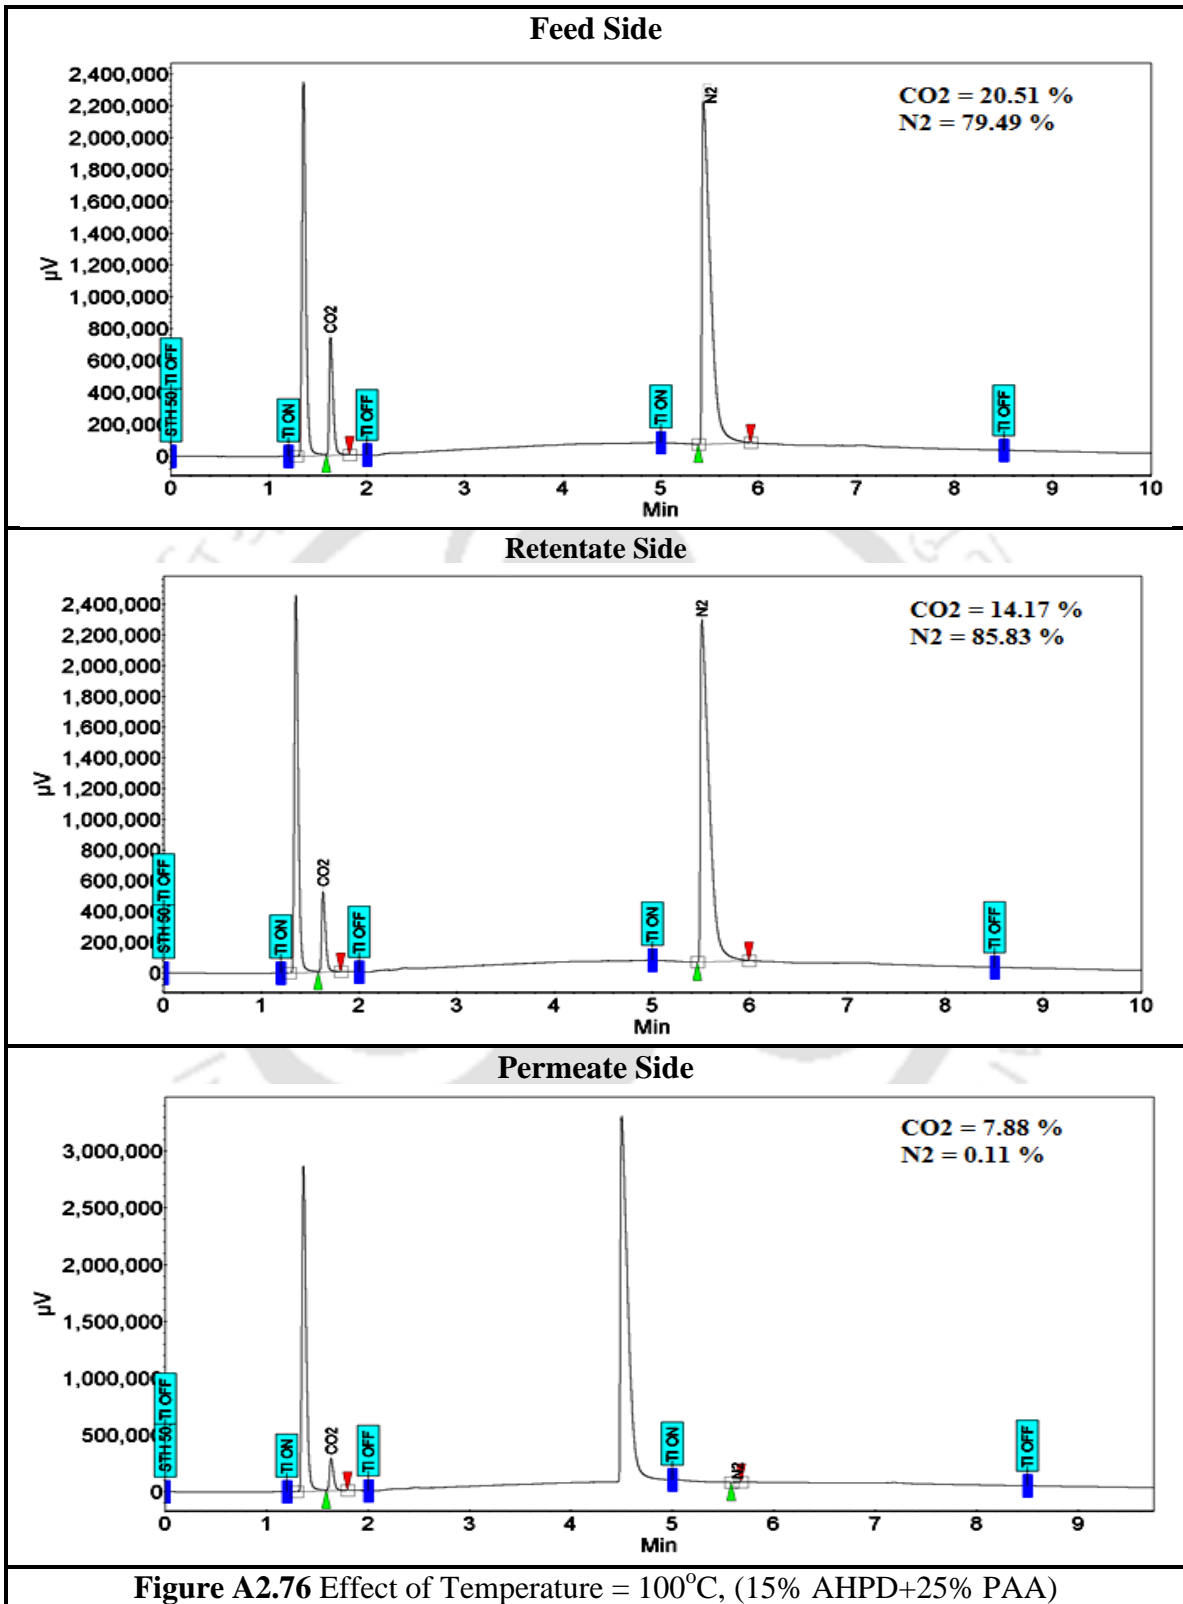 Feed Side
CO2 = 20.51 %
N2 = 79.49 %
2,400,000
2,200,000
2,000,000
1,800,000
1,600,000
1,400,000
1,200,000
1,000,000
800,000
600,000
400,000
200,000
0
µV
STH 50,-TI OFF
-TI ON
CO2
-TI OFF
-TI ON
N2
-TI OFF
0 1 2 3 4 5 6 7 8 9 10
Min
Retentate Side
CO2 = 14.17 %
N2 = 85.83 %
2,400,000
2,200,000
2,000,000
1,800,000
1,600,000
1,400,000
1,200,000
1,000,000
800,000
600,000
400,000
200,000
0
µV
STH 50,-TI OFF
-TI ON
CO2
-TI OFF
-TI ON
N2
-TI OFF
0 1 2 3 4 5 6 7 8 9 10
Min
Permeate Side
CO2 = 7.88 %
N2 = 0.11 %
3,000,000
2,500,000
2,000,000
1,500,000
1,000,000
500,000
0
µV
STH 50,-TI OFF
-TI ON
CO2
-TI OFF
-TI ON
N2
-TI OFF
0 1 2 3 4 5 6 7 8 9
Min
Figure A2.76 Effect of Temperature = 100°C, (15% AHPD+25% PAA)